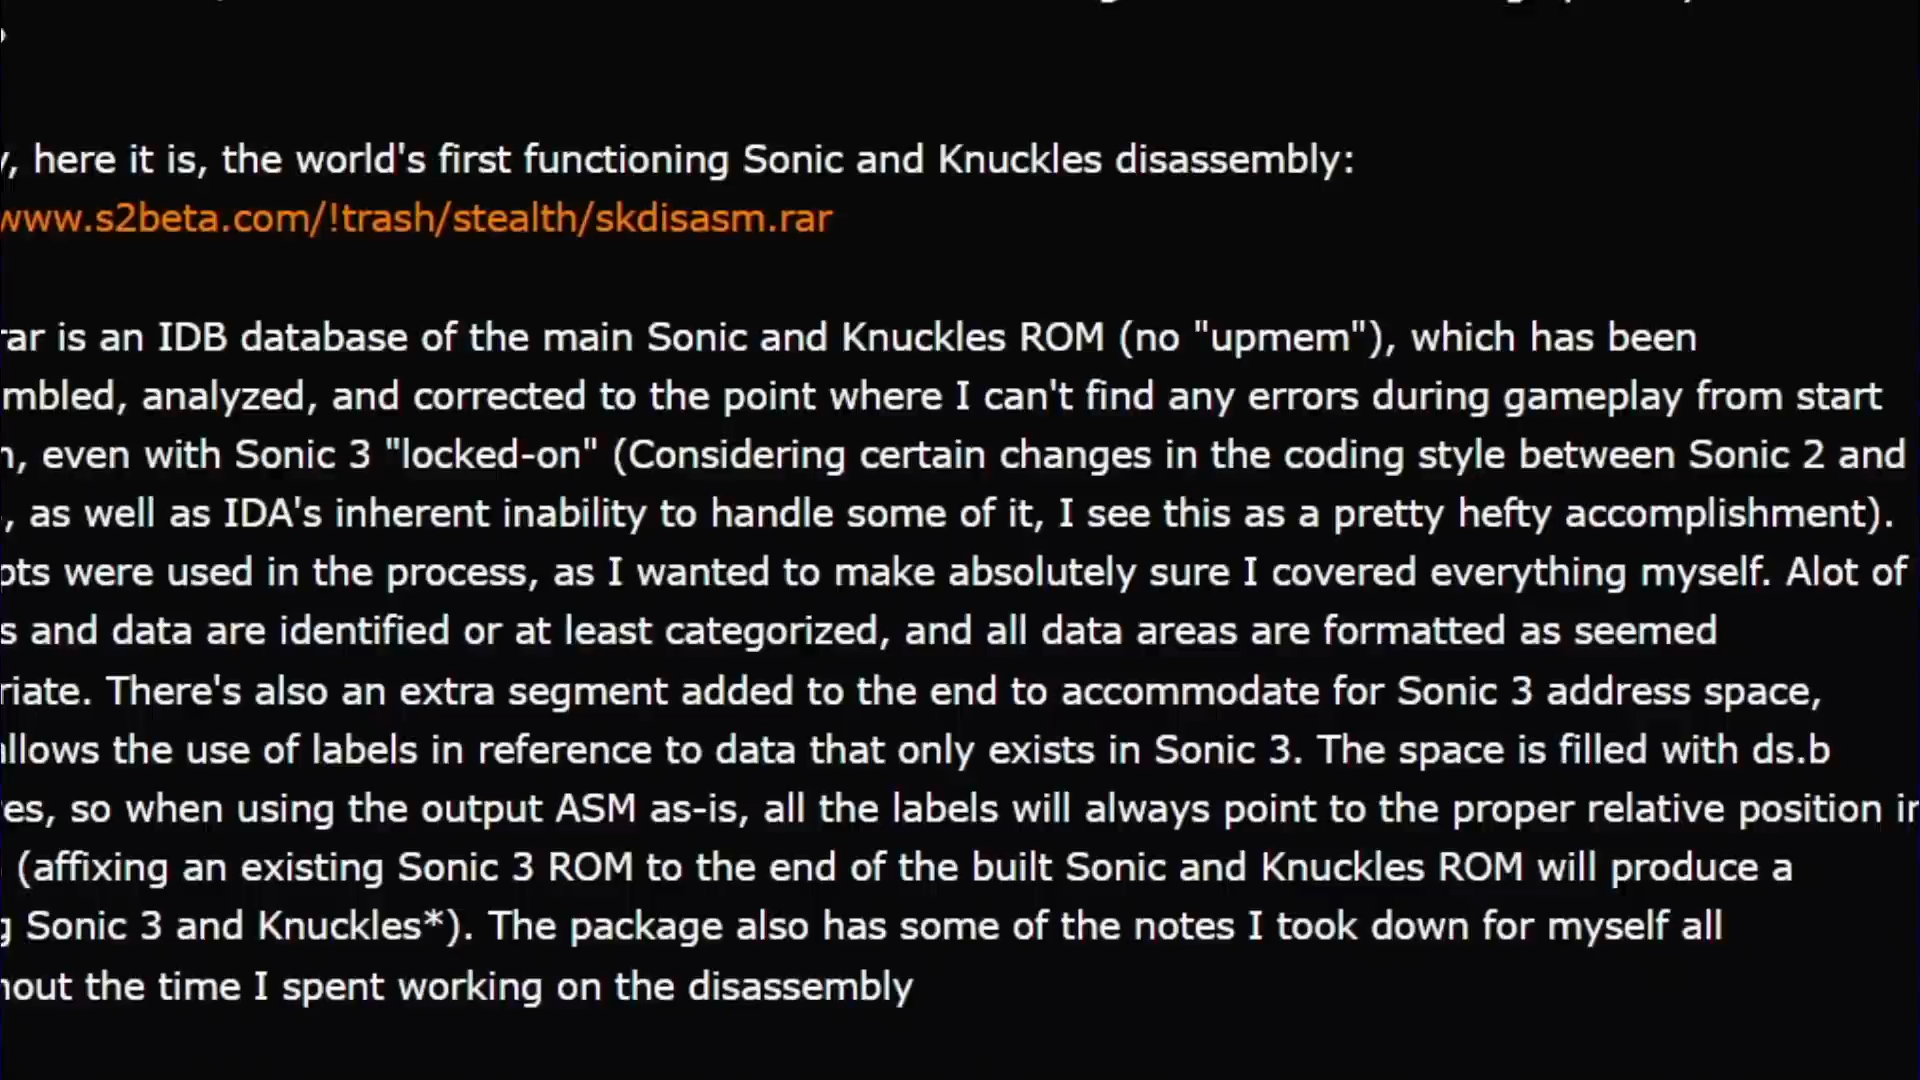 , here it is, the world's first functioning Sonic and Knuckles disassembly:
www.s2beta.com/!trash/stealth/skdisasm.rar
rar is an IDB database of the main Sonic and Knuckles ROM (no "upmem"), which has been
mbled, analyzed, and corrected to the point where I can't find any errors during gameplay from start
, even with Sonic 3 "locked-on" (Considering certain changes in the coding style between Sonic 2 and
, as well as IDA's inherent inability to handle some of it, I see this as a pretty hefty accomplishment).
pts were used in the process, as I wanted to make absolutely sure I covered everything myself. Alot of
s and data are identified or at least categorized, and all data areas are formatted as seemed
riate. There's also an extra segment added to the end to accommodate for Sonic 3 address space,
allows the use of labels in reference to data that only exists in Sonic 3. The space is filled with ds.b
es, so when using the output ASM as-is, all the labels will always point to the proper relative position in
(affixing an existing Sonic 3 ROM to the end of the built Sonic and Knuckles ROM will produce a
g Sonic 3 and Knuckles*). The package also has some of the notes I took down for myself all
hout the time I spent working on the disassembly